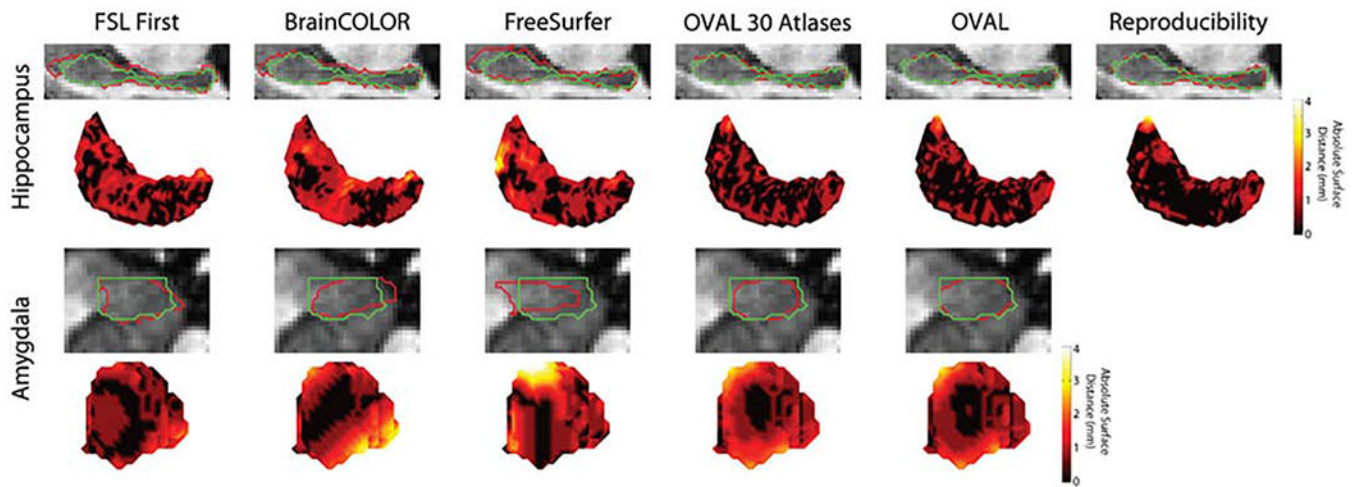 FSL First
BrainCOLOR
FreeSurfer
OVAL 30 Atlases
OVAL
Reproducibility
Hippocampus
4
3
2
1
0
Absolute Surface
Distance (mm)
Amygdala
4
3
2
1
0
Absolute Surface
Distance (mm)